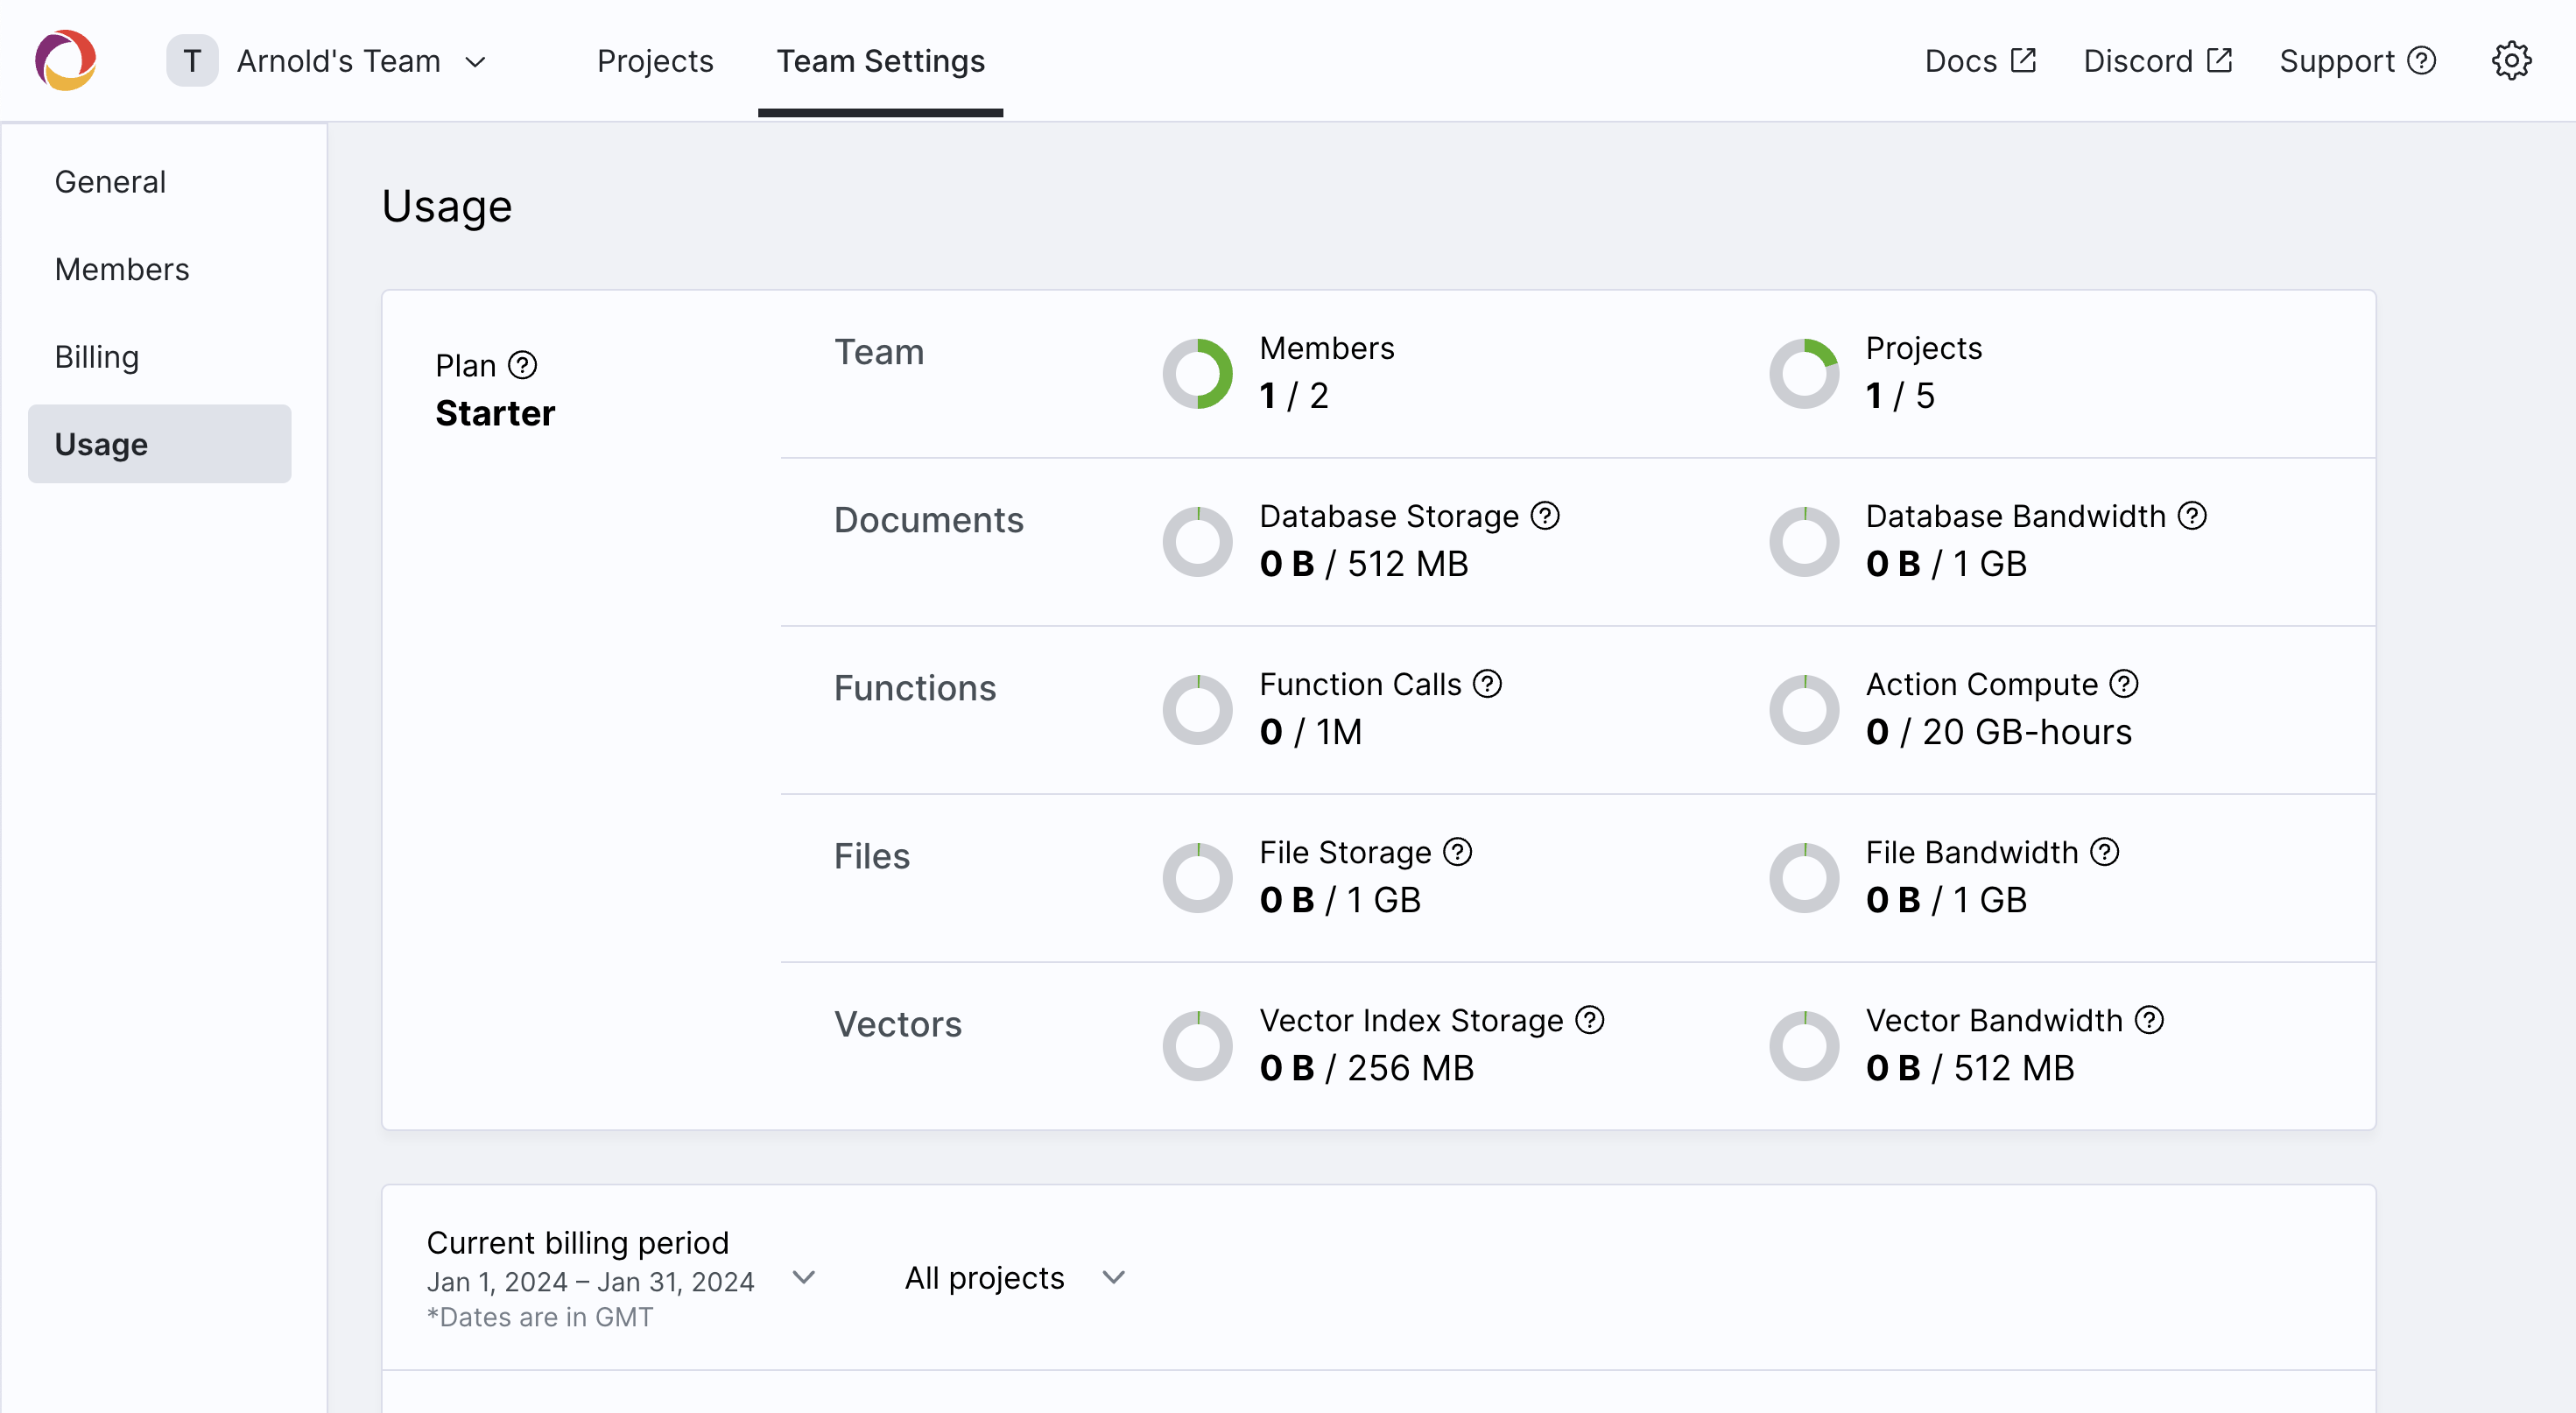 T Arnold's Team Projects Team Settings Docs Discord Support
General
Members
Billing
Usage
Usage
Plan
Starter
Team
Members
1 / 2
Projects
1 / 5
Documents
Database Storage
0 B / 512 MB
Database Bandwidth
0 B / 1 GB
Functions
Function Calls
0 / 1M
Action Compute
0 / 20 GB-hours
Files
File Storage
0 B / 1 GB
File Bandwidth
0 B / 1 GB
Vectors
Vector Index Storage
0 B / 256 MB
Vector Bandwidth
0 B / 512 MB
Current billing period
Jan 1, 2024 – Jan 31, 2024
*Dates are in GMT
All projects